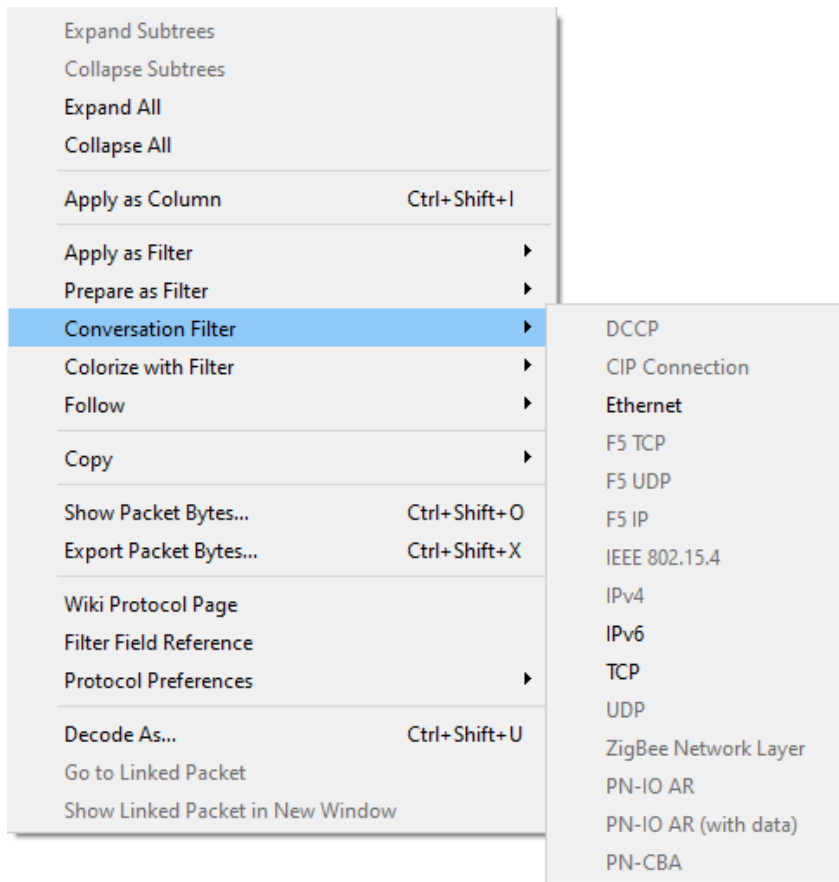 Expand Subtrees
Collapse Subtrees
Expand All
Collapse All
Apply as Column Ctrl+Shift+I
Apply as Filter
Prepare as Filter
Conversation Filter
Colorize with Filter
Follow
Copy
Show Packet Bytes... Ctrl+Shift+O
Export Packet Bytes... Ctrl+Shift+X
Wiki Protocol Page
Filter Field Reference
Protocol Preferences
Decode As... Ctrl+Shift+U
Go to Linked Packet
Show Linked Packet in New Window
DCCP
CIP Connection
Ethernet
F5 TCP
F5 UDP
F5 IP
IEEE 802.15.4
IPv4
IPv6
TCP
UDP
ZigBee Network Layer
PN-IO AR
PN-IO AR (with data)
PN-CBA